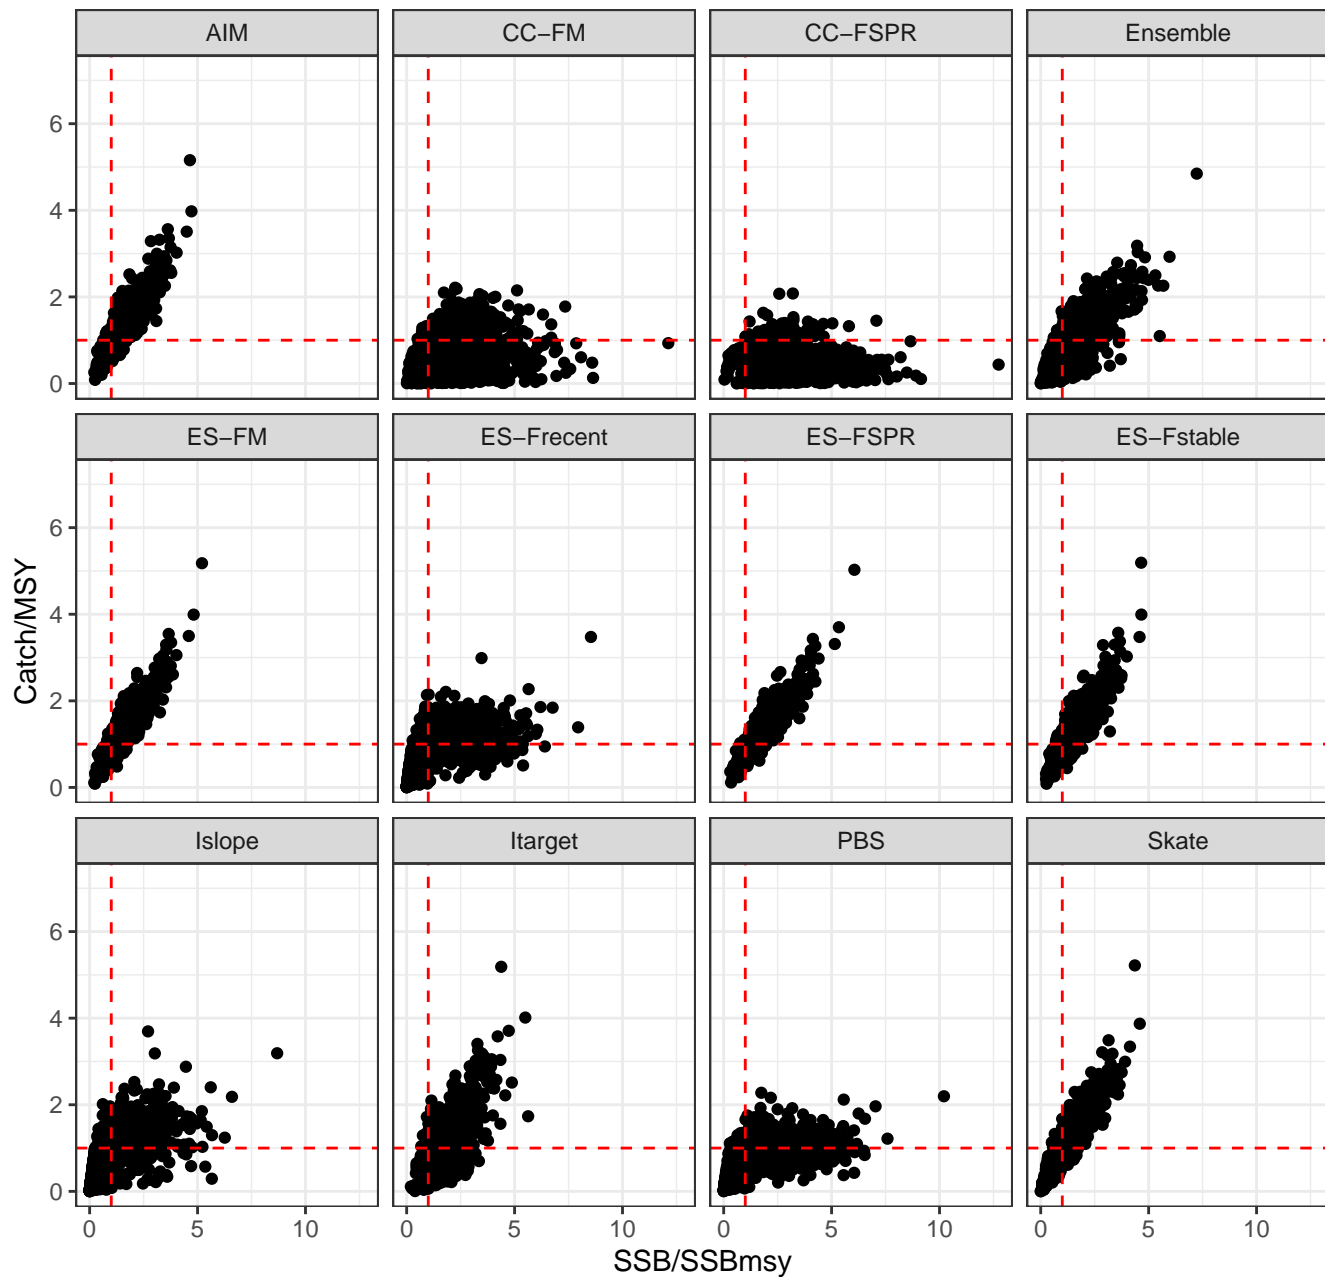 AIM CC−FM CC−FSPR Ensemble
6
4
2
0
ES−FM ES−Frecent ES−FSPR ES−Fstable
6
4
2
0
Catch/MSY
Islope Itarget PBS Skate
6
4
2
0
0 5 10 0 5 10 0 5 10 0 5 10
SSB/SSBmsy